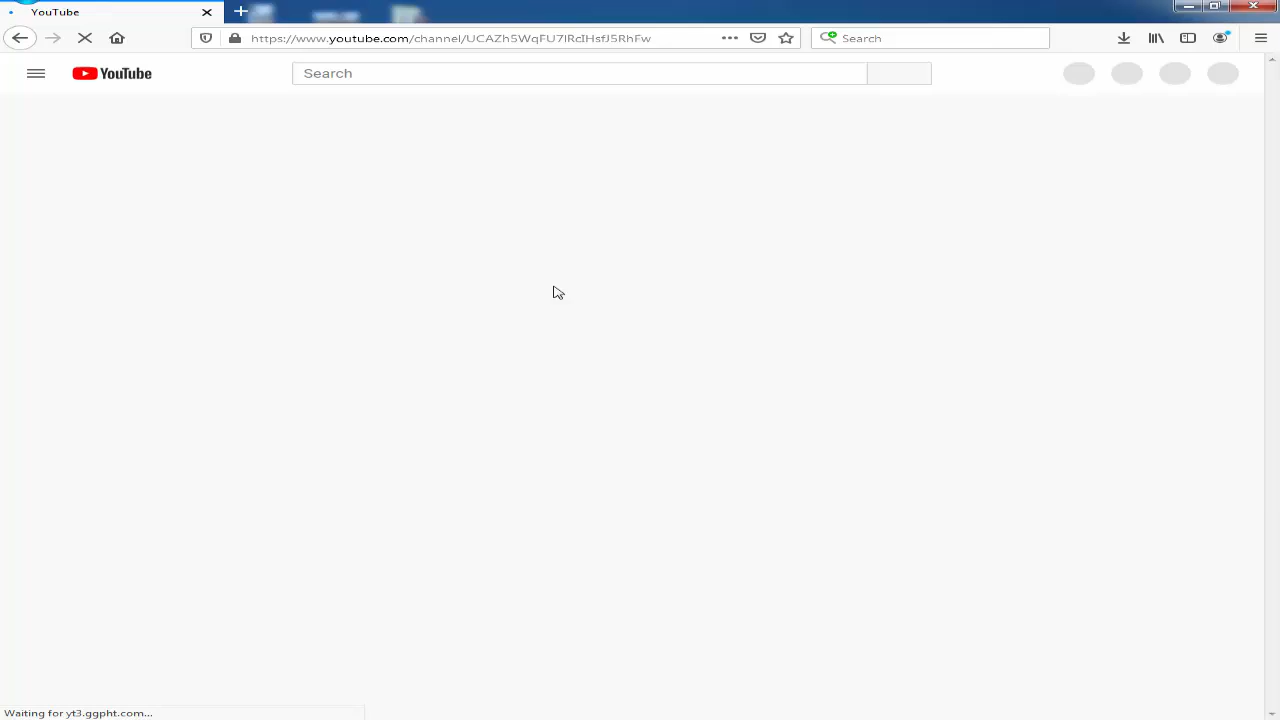 YouTube
https://www.youtube.com/channel/UCAZh5WqFU7lRcIHsfJ5RhFw
Search
YouTube
Search
Waiting for yt3.ggpht.com...